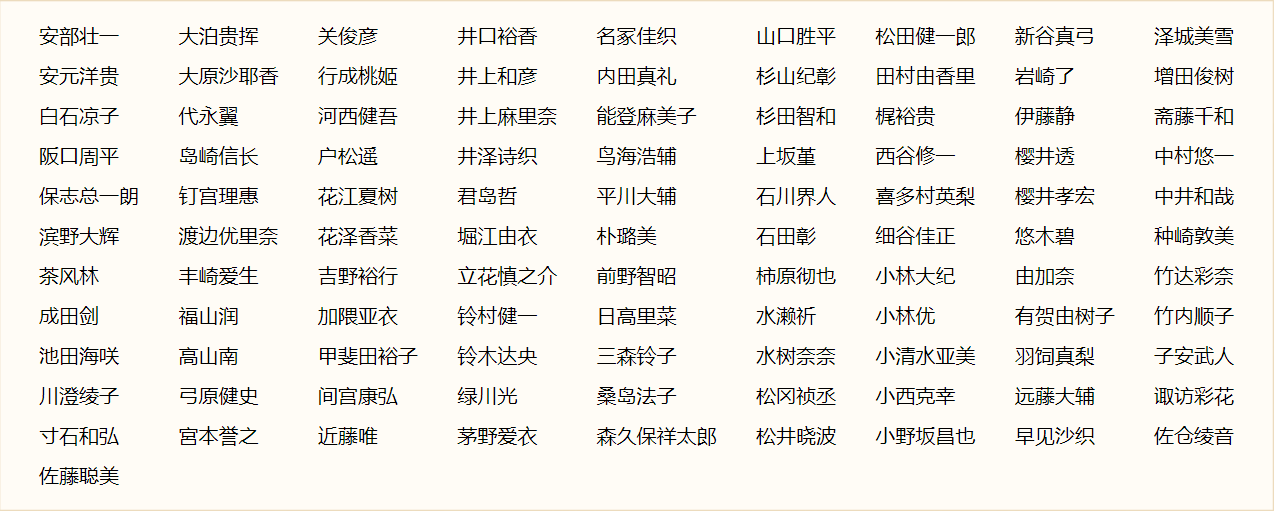 安部壮一 大泊贵挥 关俊彦 井口裕香 名冢佳织 山口胜平 松田健一郎 新谷真弓 泽城美雪
安元洋贵 大原沙耶香 行成桃姬 井上和彦 内田真礼 杉山纪彰 田村由香里 岩崎了 增田俊树
白石凉子 代永翼 河西健吾 井上麻里奈 能登麻美子 杉田智和 梶裕贵 伊藤静 斋藤千和
阪口周平 岛崎信长 户松遥 井泽诗织 鸟海浩辅 上坂堇 西谷修一 樱井透 中村悠一
保志总一朗 钉宫理惠 花江夏树 君岛哲 平川大辅 石川界人 喜多村英梨 樱井孝宏 中井和哉
滨野大辉 渡边优里奈 花泽香菜 堀江由衣 朴璐美 石田彰 细谷佳正 悠木碧 种崎敦美
茶风林 丰崎爱生 吉野裕行 立花慎之介 前野智昭 柿原彻也 小林大纪 由加奈 竹达彩奈
成田剑 福山润 加隈亚衣 铃村健一 日高里菜 水濑祈 小林优 有贺由树子 竹内顺子
池田海咲 高山南 甲斐田裕子 铃木达央 三森铃子 水树奈奈 小清水亚美 羽饲真梨 子安武人
川澄绫子 弓原健史 间宫康弘 绿川光 桑岛法子 松冈祯丞 小西克幸 远藤大辅 诹访彩花
寸石和弘 宮本誉之 近藤唯 茅野爱衣 森久保祥太郎 松井晓波 小野坂昌也 早见沙织 佐仓绫音
佐藤聪美